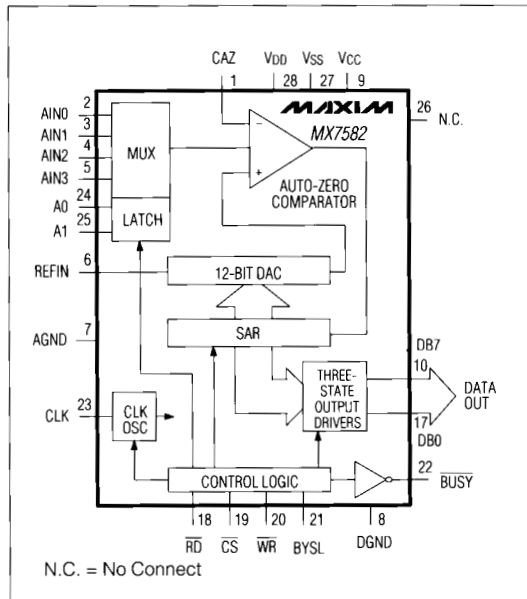 CAZ VDD VSS VCC
1 28 27 9
MAXIM
MX7582
26
N.C.
AIN0 2
AIN1 3
AIN2 4
AIN3 5
MUX
A0 24
A1 25
LATCH
−
+
AUTO-ZERO
COMPARATOR
REFIN 6
12-BIT DAC
AGND 7
SAR
DB7
10
THREE-
STATE
OUTPUT
DRIVERS
DATA
OUT
17
DB0
CLK 23
CLK
OSC
CONTROL LOGIC
22 BUSY
18 19 20 21 8
RD CS WR BYSL DGND
N.C. = No Connect